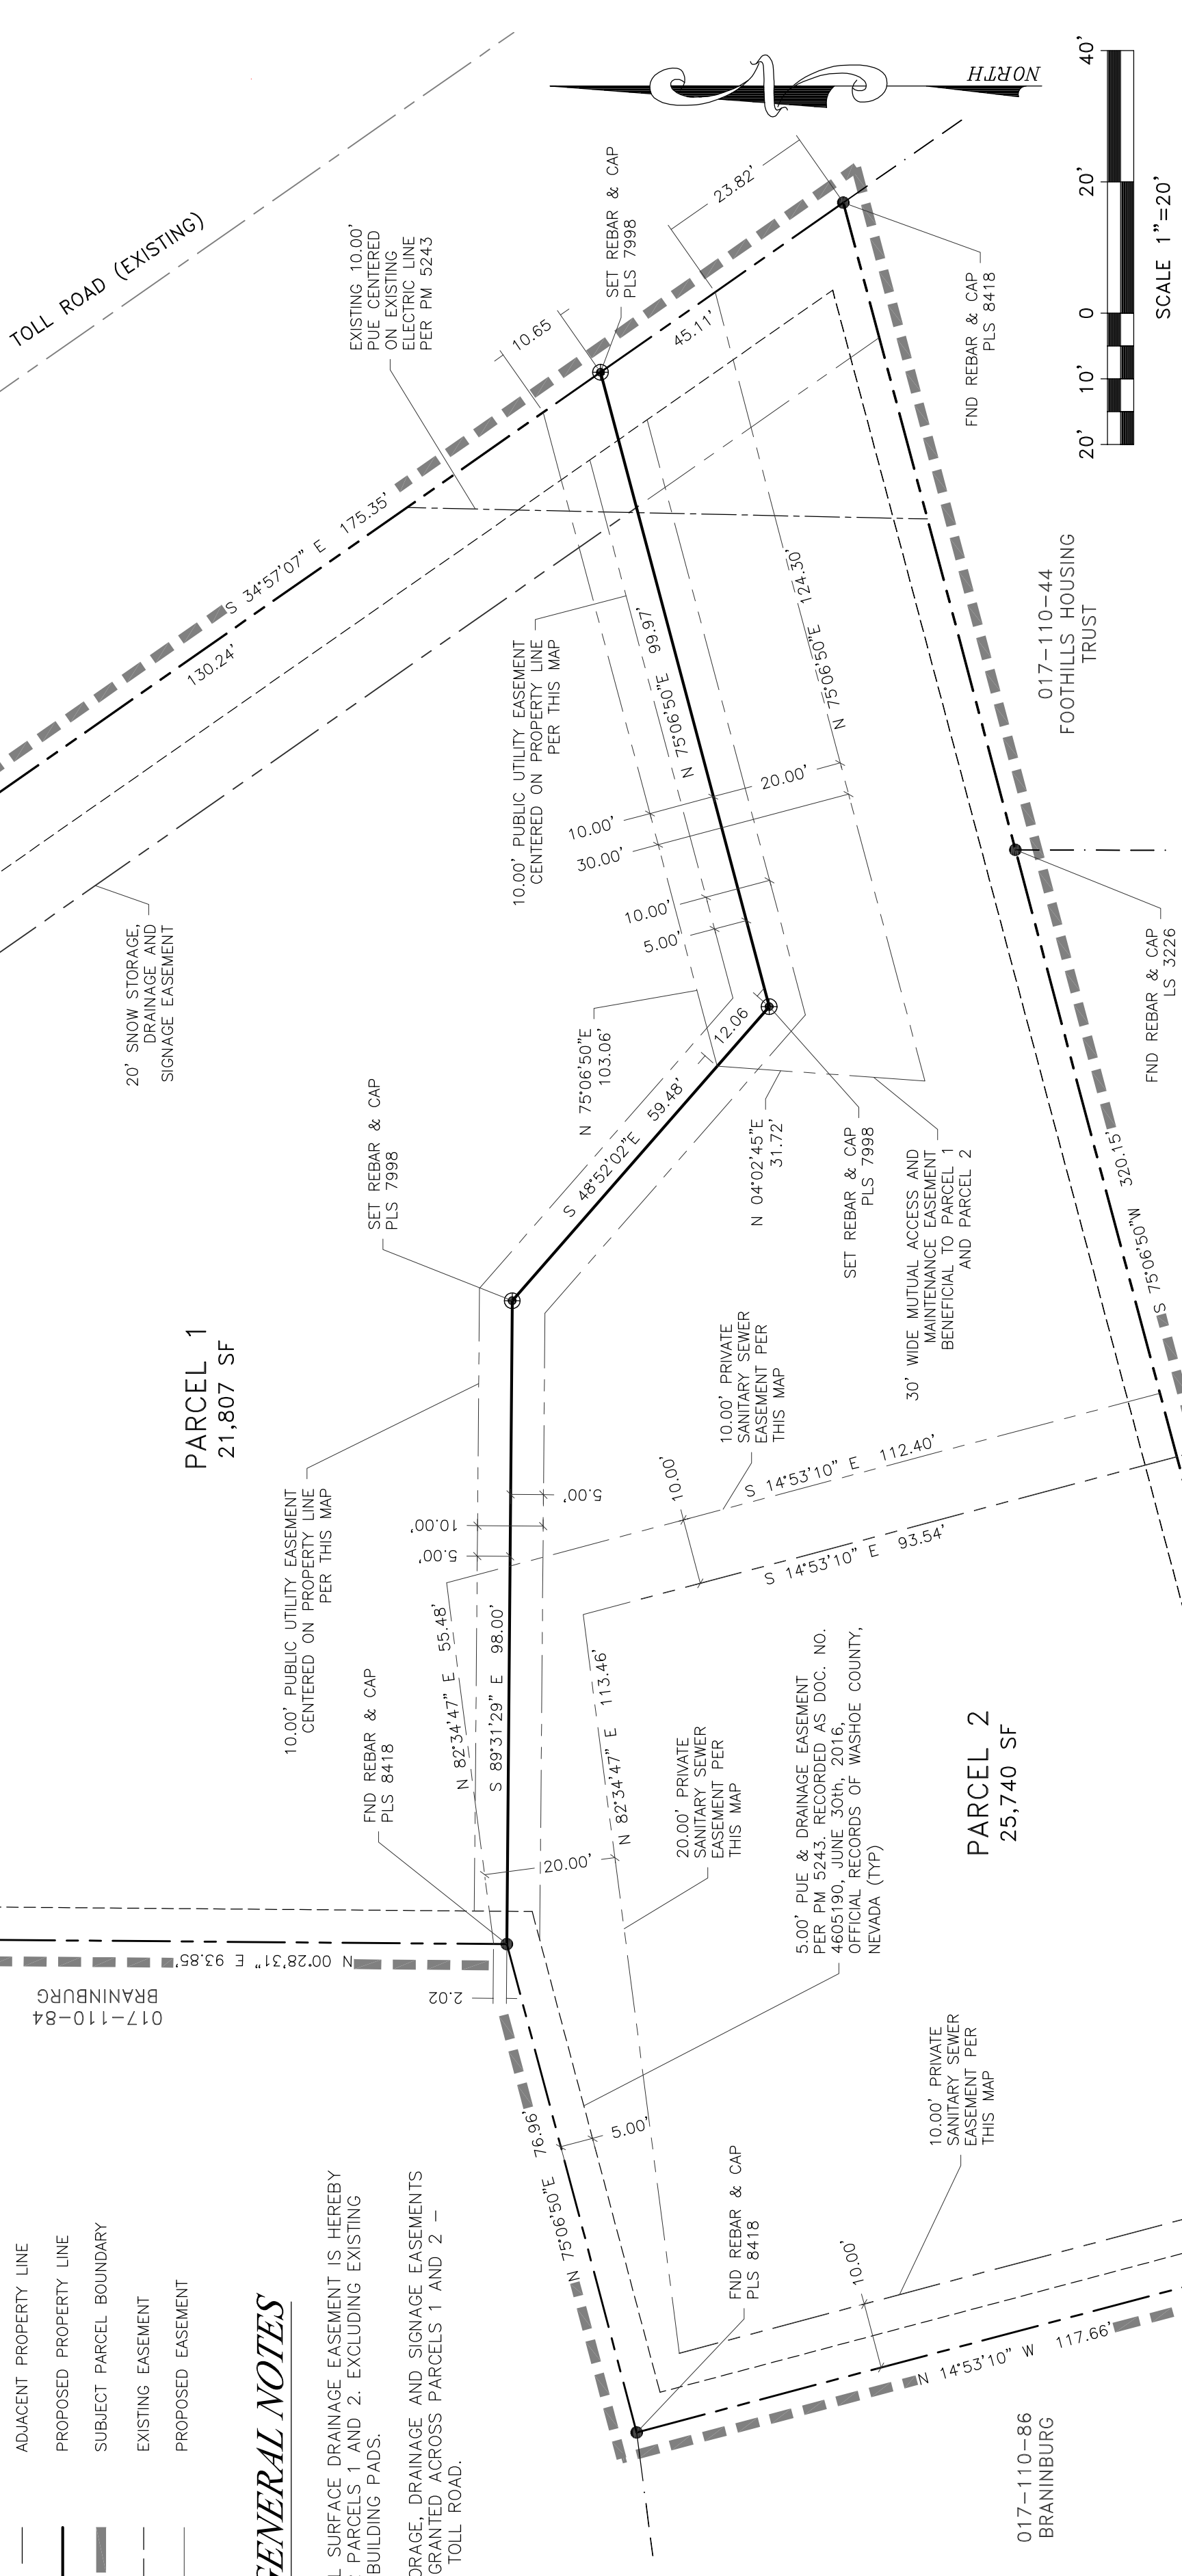 TOLL ROAD (EXISTING)
NORTH
40'
20'
0
10'
20'
SCALE 1"=20'
EXISTING 10.00'
PUE CENTERED
ON EXISTING
ELECTRIC LINE
PER PM 5243
SET REBAR & CAP
PLS 7998
23.82'
10.65
45.11'
FND REBAR & CAP
PLS 8418
S 34°57'07" E 175.35'
130.24'
017-110-44
FOOTHILLS HOUSING
TRUST
10.00' PUBLIC UTILITY EASEMENT
CENTERED ON PROPERTY LINE
PER THIS MAP
N 75°06'50"E 99.97'
N 75°06'50"E 124.30'
20.00'
10.00'
30.00'
10.00'
5.00'
20' SNOW STORAGE,
DRAINAGE AND
SIGNAGE EASEMENT
N 75°06'50"E
103.06'
12.06
S 48°52'02"E 59.48'
N 04°02'45"E
31.72'
SET REBAR & CAP
PLS 7998
FND REBAR & CAP
LS 3226
SET REBAR & CAP
PLS 7998
30' WIDE MUTUAL ACCESS AND
MAINTENANCE EASEMENT
BENEFICIAL TO PARCEL 1
AND PARCEL 2
S 75°06'50"W 320.15'
PARCEL 1
21,807 SF
10.00' PRIVATE
SANITARY SEWER
EASEMENT PER
THIS MAP
10.00'
S 14°53'10" E 112.40'
S 14°53'10" E 93.54'
10.00' PUBLIC UTILITY EASEMENT
CENTERED ON PROPERTY LINE
PER THIS MAP
5.00'
10.00'
5.00'
N 82°34'47" E 55.48'
S 89°31'29" E 98.00'
FND REBAR & CAP
PLS 8418
N 82°34'47" E 113.46'
20.00'
20.00' PRIVATE
SANITARY SEWER
EASEMENT PER
THIS MAP
5.00' PUE & DRAINAGE EASEMENT
PER PM 5243. RECORDED AS DOC. NO.
4605190, JUNE 30th, 2016,
OFFICIAL RECORDS OF WASHOE COUNTY,
NEVADA (TYP)
PARCEL 2
25,740 SF
N 00°28'31" E 93.85'
017-110-84
BRANINBURG
2.02
N 75°06'50"E 76.96'
5.00'
FND REBAR & CAP
PLS 8418
10.00' PRIVATE
SANITARY SEWER
EASEMENT PER
THIS MAP
10.00'
N 14°53'10" W 117.66'
017-110-86
BRANINBURG
ADJACENT PROPERTY LINE
PROPOSED PROPERTY LINE
SUBJECT PARCEL BOUNDARY
EXISTING EASEMENT
PROPOSED EASEMENT
GENERAL NOTES
SURFACE DRAINAGE EASEMENT IS HEREBY
PARCELS 1 AND 2. EXCLUDING EXISTING
BUILDING PADS.
DRAINAGE AND SIGNAGE EASEMENTS
GRANTED ACROSS PARCELS 1 AND 2 –
TOLL ROAD.